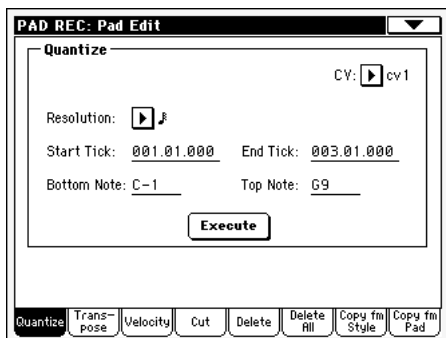 PAD REC: Pad Edit
Quantize
CV: cv1
Resolution:
Start Tick: 001.01.000 End Tick: 003.01.000
Bottom Note: C-1 Top Note: G9
Execute
Quantize Trans-pose Velocity Cut Delete Delete All Copy fm Style Copy fm Pad